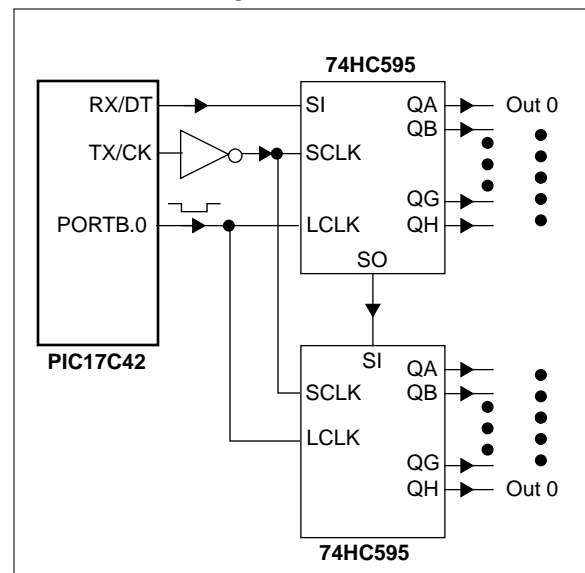 74HC595
RX/DT
SI
QA
Out 0
QB
TX/CK
SCLK
PORTB.0
LCLK
QG
QH
SO
PIC17C42
SI
QA
SCLK
QB
LCLK
QG
QH
Out 0
74HC595